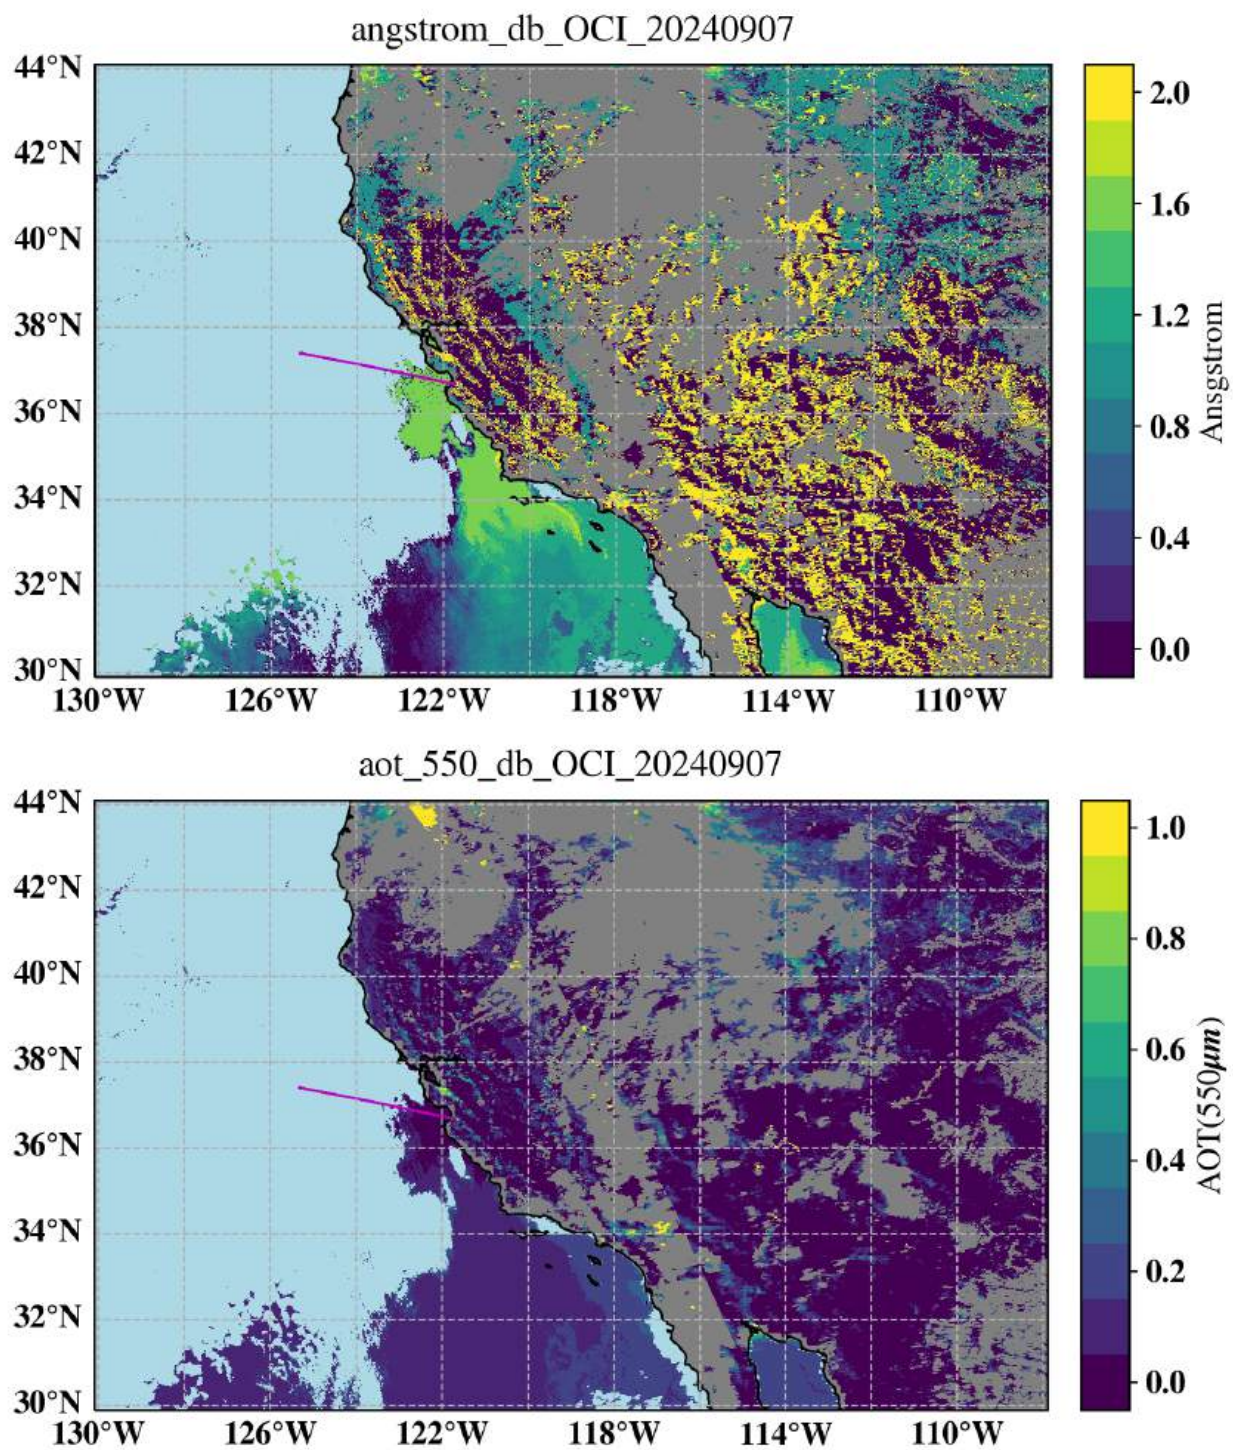 angstrom_db_OCI_20240907
44°N
42°N
40°N
38°N
36°N
34°N
32°N
30°N
130°W 126°W 122°W 118°W 114°W 110°W
2.0
1.6
1.2
0.8
0.4
0.0
Ansgstrom
aot_550_db_OCI_20240907
44°N
42°N
40°N
38°N
36°N
34°N
32°N
30°N
130°W 126°W 122°W 118°W 114°W 110°W
1.0
0.8
0.6
0.4
0.2
0.0
AOT(550μm)